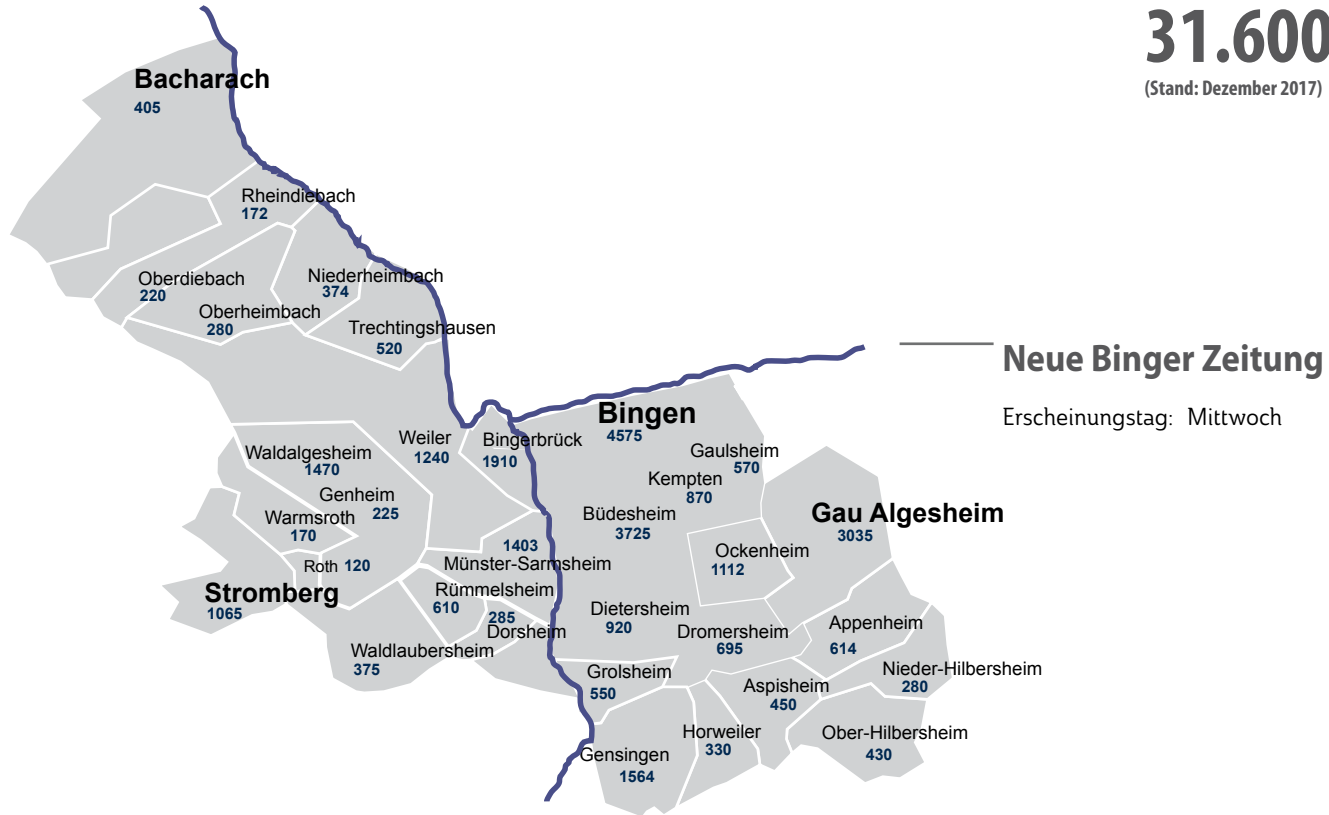 31.600
(Stand: Dezember 2017)
Bacharach
405
Rheindiebach
172
Oberdiebach
220
Niederheimbach
374
Oberheimbach
280
Trechtingshausen
520
Neue Binger Zeitung
Erscheinungstag: Mittwoch
Bingen
4575
Weiler
1240
Bingerbrück
1910
Gaulsheim
570
Waldalgesheim
1470
Kempten
870
Genheim
225
Warmsroth
170
Büdesheim
3725
Gau Algesheim
3035
Ockenheim
1112
1403
Münster-Sarmsheim
Roth 120
Stromberg
1065
Rümmelsheim
610
285
Dorsheim
Dietersheim
920
Dromersheim
695
Appenheim
614
Waldlaubersheim
375
Grolsheim
550
Aspisheim
450
Nieder-Hilbersheim
280
Horweiler
330
Ober-Hilbersheim
430
Gensingen
1564